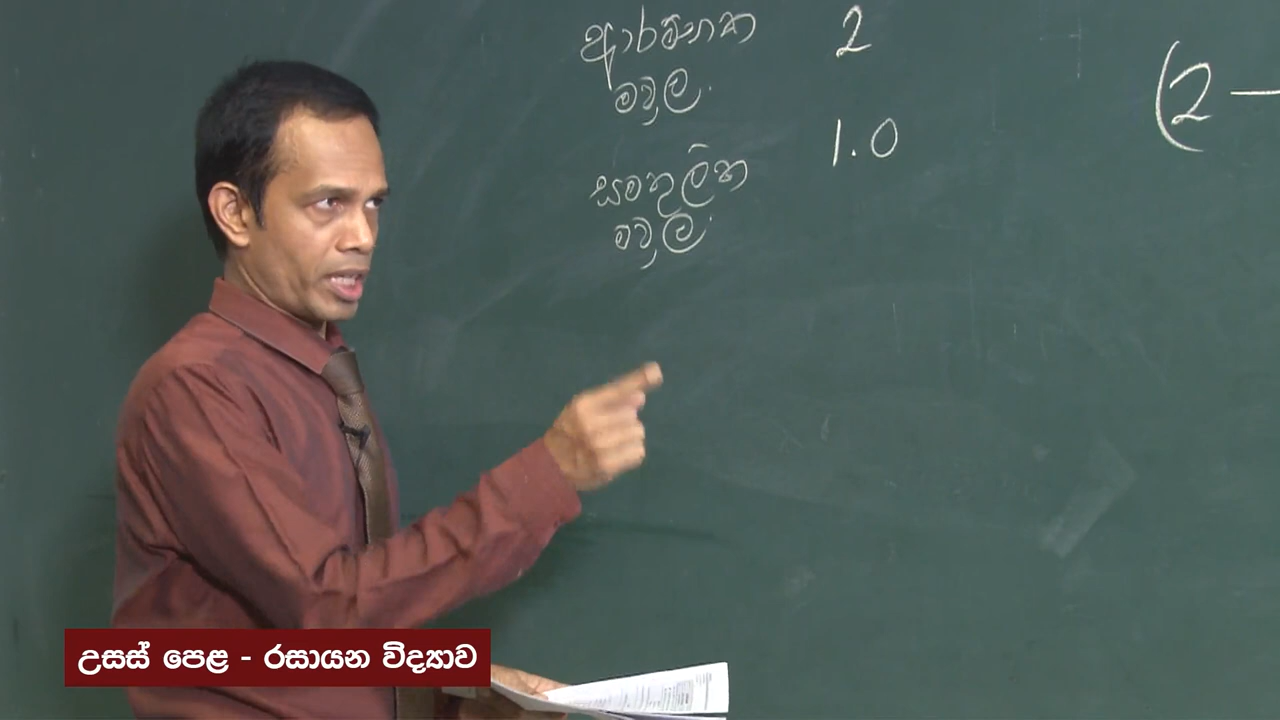 ආරම්භක 2
මවුල
(2 –
සමතුලිත 1.0
මවුල
උසස් පෙළ - රසායන විද්‍යාව